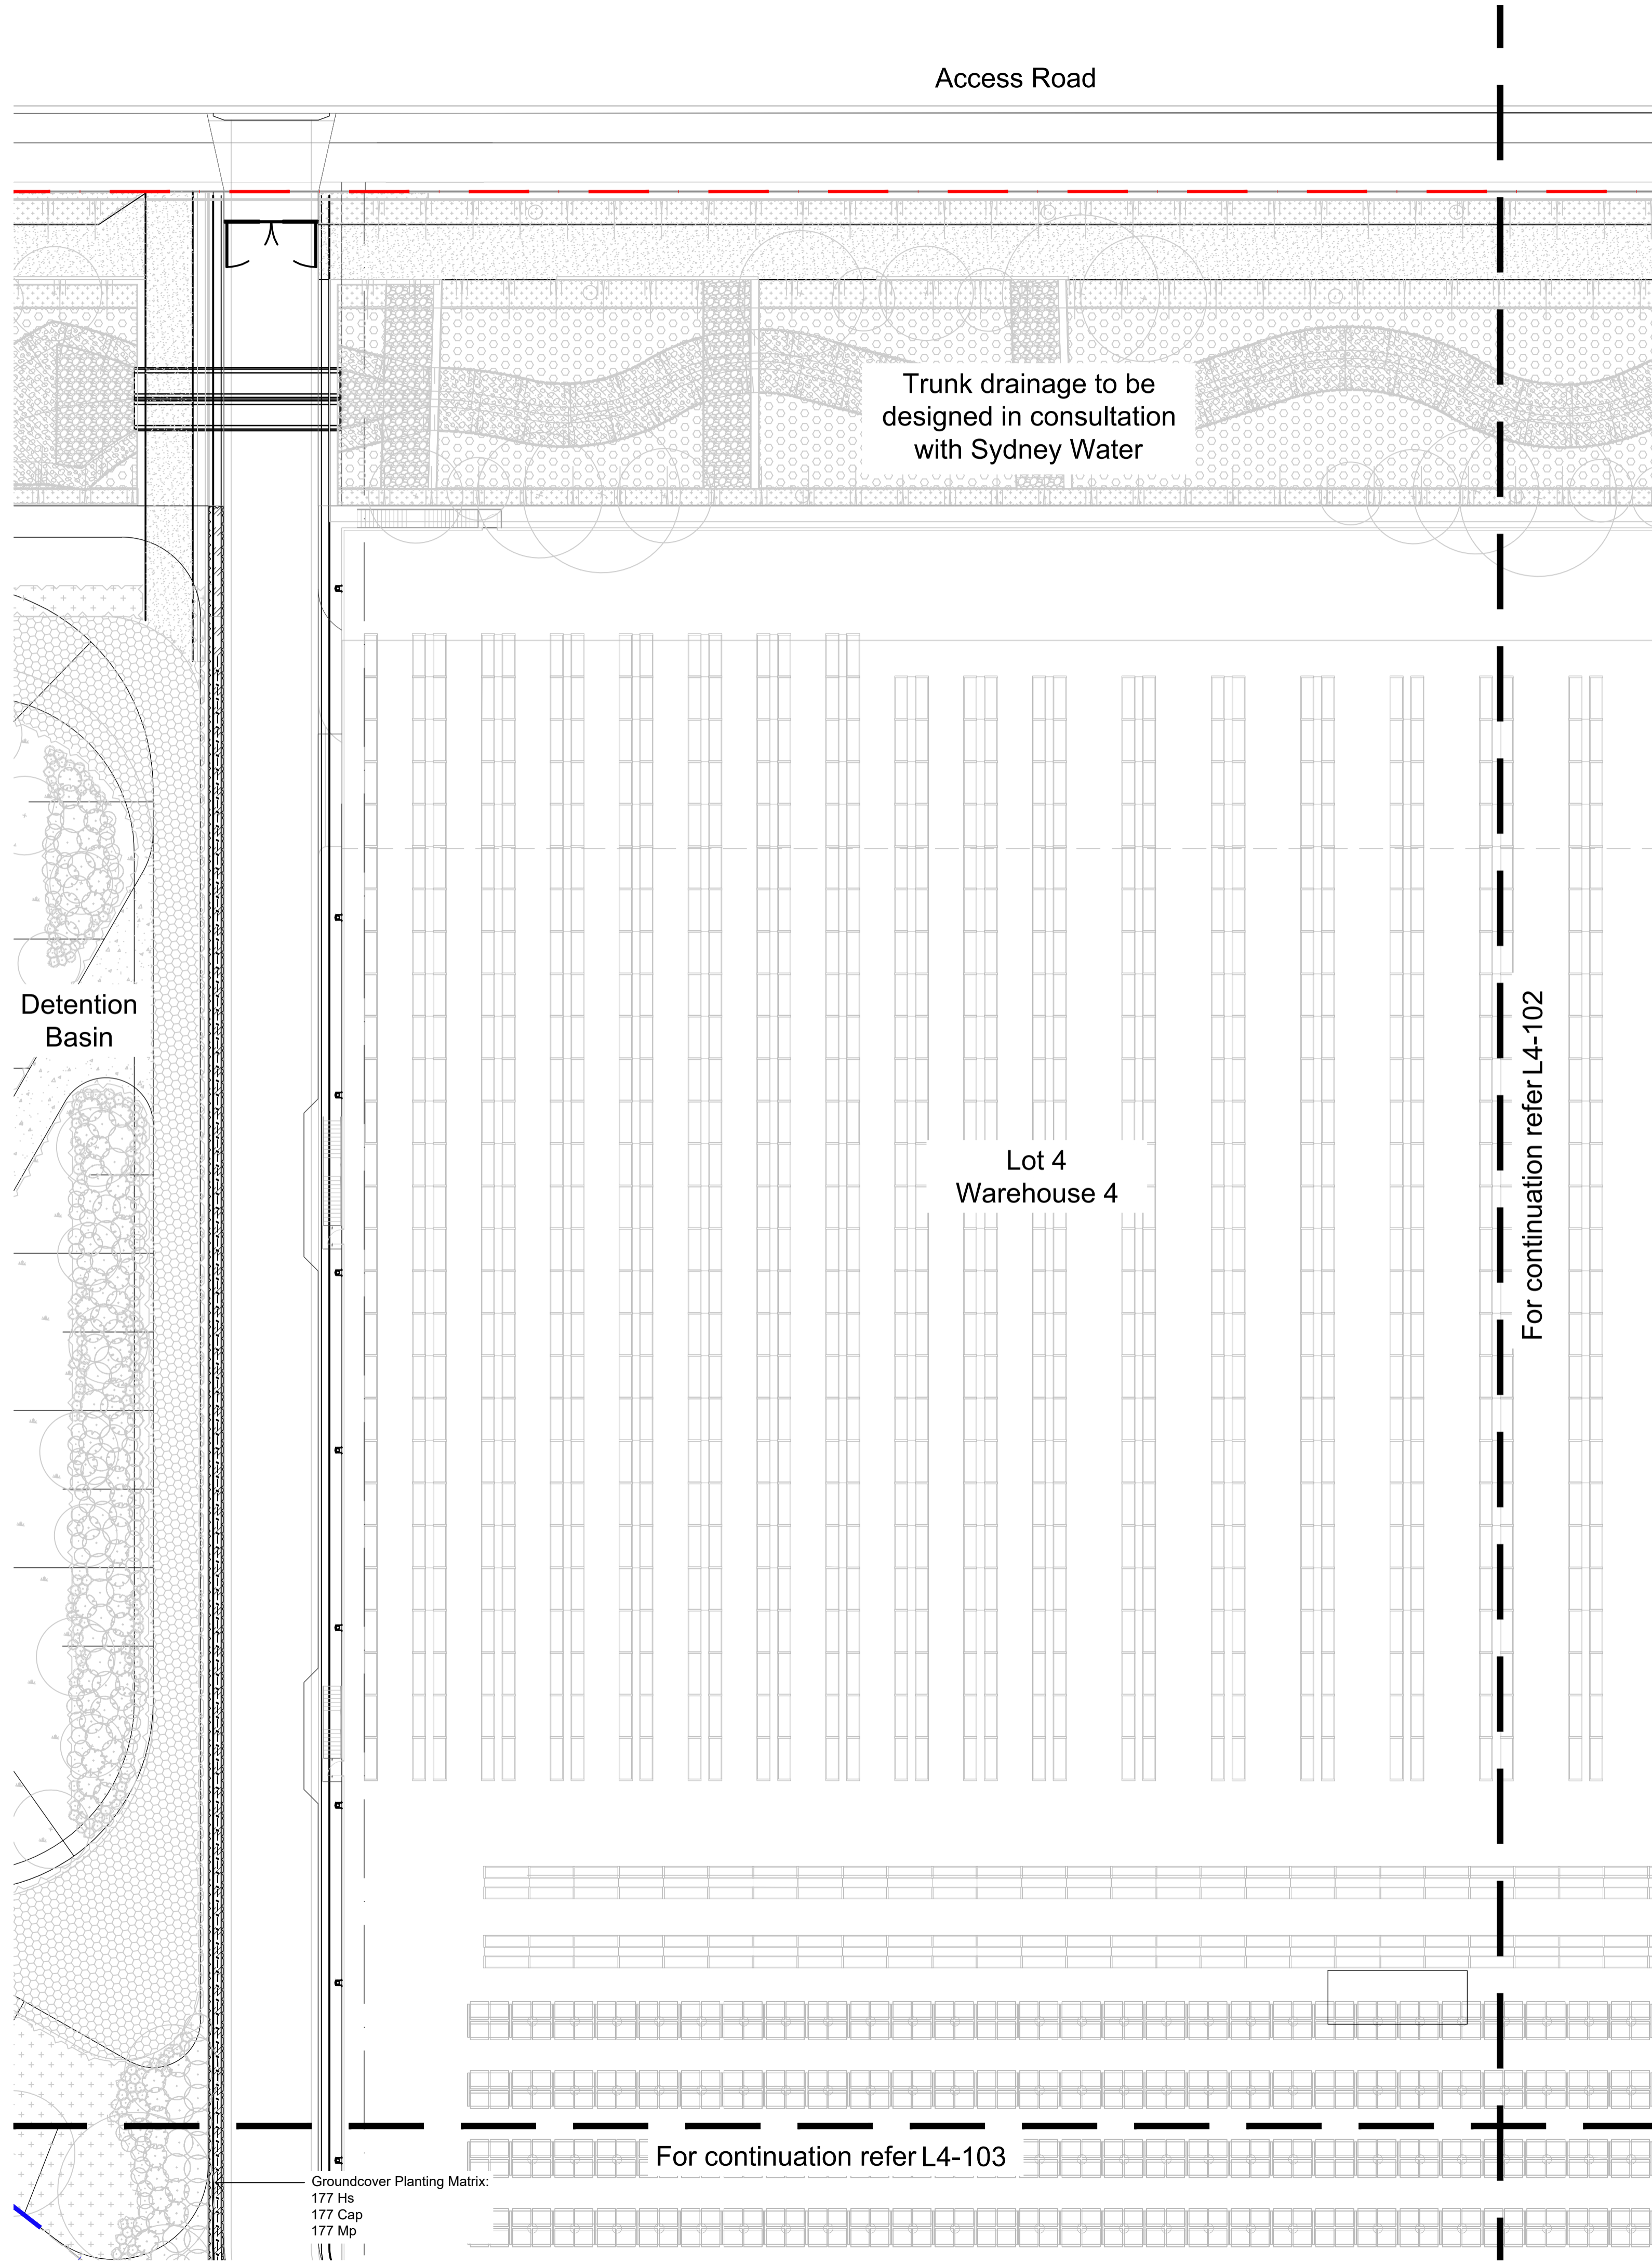 Access Road
Trunk drainage to be
designed in consultation
with Sydney Water
Detention
Basin
Lot 4
Warehouse 4
For continuation refer L4-102
For continuation refer L4-103
Groundcover Planting Matrix:
177 Hs
177 Cap
177 Mp